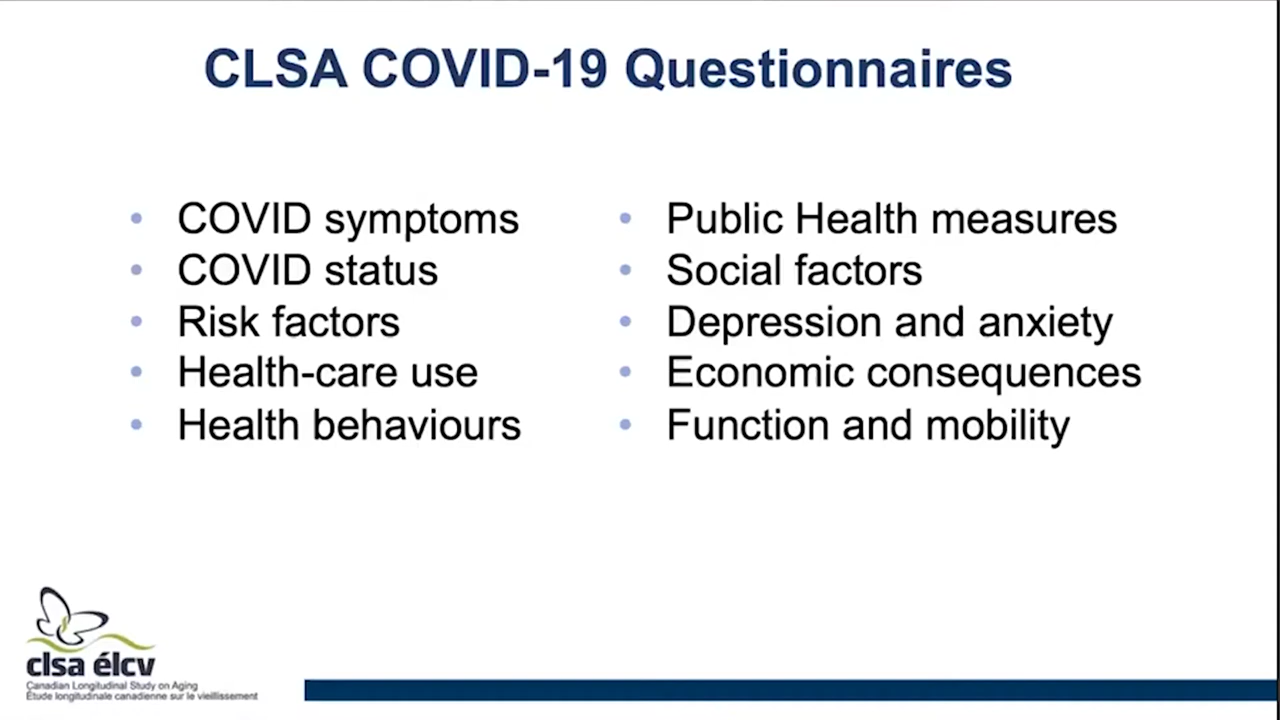 CLSA COVID-19 Questionnaires
• COVID symptoms
• COVID status
• Risk factors
• Health-care use
• Health behaviours
• Public Health measures
• Social factors
• Depression and anxiety
• Economic consequences
• Function and mobility
clsa élcv
Canadian Longitudinal Study on Aging
Étude longitudinale canadienne sur le vieillissement